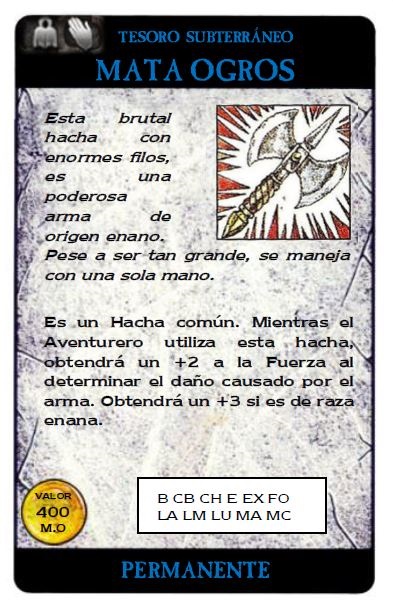 TESORO SUBTERRÁNEO
MATA OGROS
Esta brutal
hacha con
enormes filos,
es una
poderosa
arma de
origen enano.
Pese a ser tan grande, se maneja
con una sola mano.
Es un Hacha común. Mientras el
Aventurero utiliza esta hacha,
obtendrá un +2 a la Fuerza al
determinar el daño causado por el
arma. Obtendrá un +3 si es de raza
enana.
VALOR
400
M.O
B CB CH E EX FO
LA LM LU MA MC
PERMANENTE